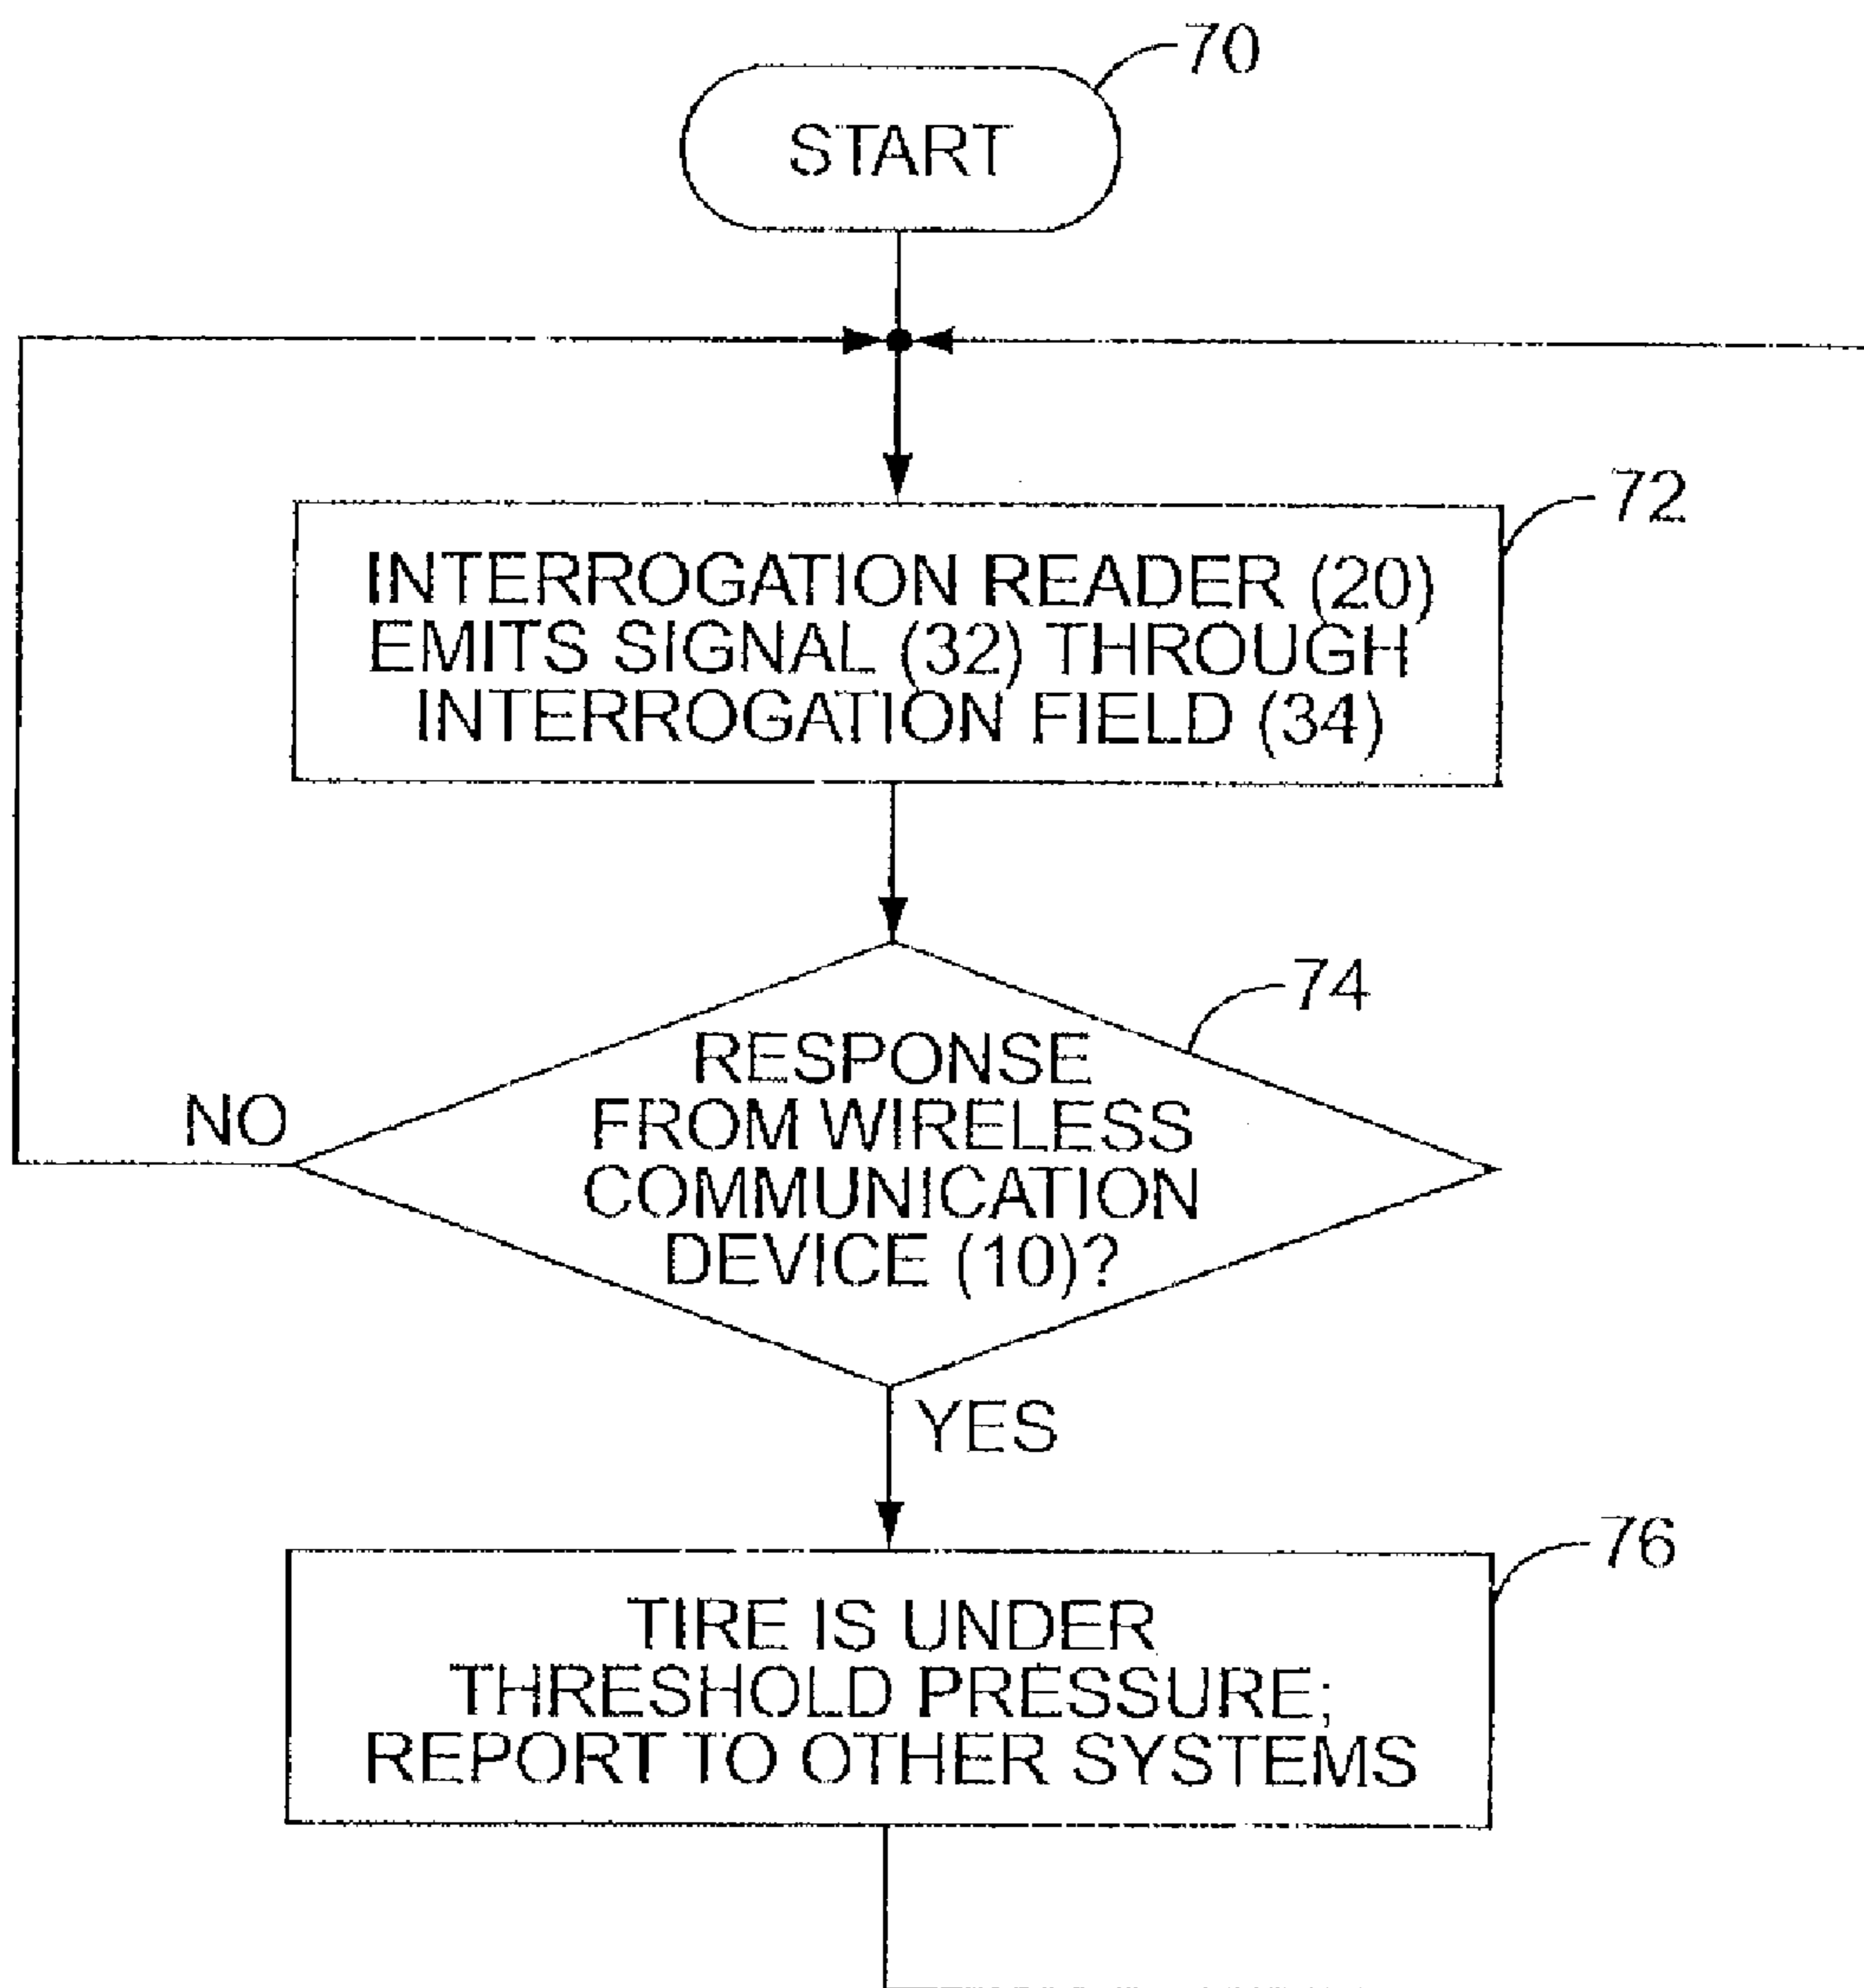 70
START
72
INTERROGATION READER (20)
EMITS SIGNAL (32) THROUGH
INTERROGATION FIELD (34)
74
RESPONSE
FROM WIRELESS
COMMUNICATION
DEVICE (10)?
NO
YES
76
TIRE IS UNDER
THRESHOLD PRESSURE;
REPORT TO OTHER SYSTEMS